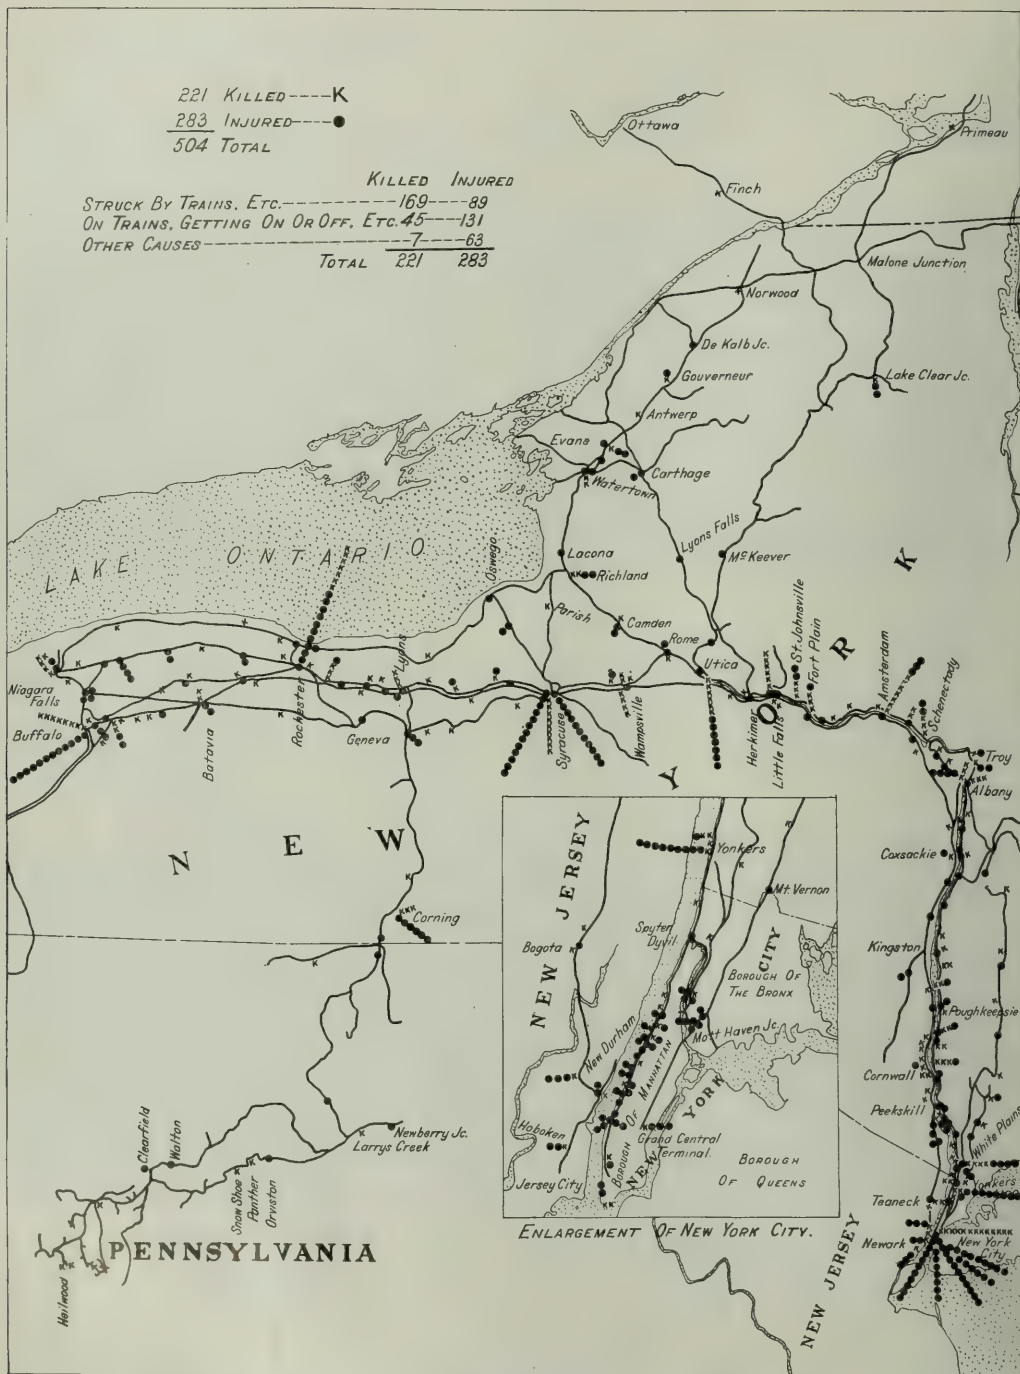 221 KILLED----K
283 INJURED----●
504 TOTAL
KILLED INJURED
STRUCK BY TRAINS, ETC.----------169----89
ON TRAINS, GETTING ON OR OFF, ETC. 45----131
OTHER CAUSES------------------7----63
TOTAL 221 283
Ottawa
Primeau
Finch
Malone Junction
Norwood
De Kalb Jc.
Gouverneur
Lake Clear Jc.
Antwerp
Evans
Carthage
Watertown
Lyons Falls
McKeever
LAKE ONTARIO
Oswego
Lacona
Richland
Parish
Camden
Rome
Utica
St. Johnsville
Fort Plain
Amsterdam
Schenectady
Lyons
Niagara
Falls
Buffalo
Batavia
Rochester
Geneva
Syracuse
Wampsville
Herkimer
Little Falls
Troy
Albany
NEW YORK
Coxsackie
Corning
Kingston
Poughkeepsie
Cornwall
Peekskill
White Plains
Yonkers
Teaneck
Newark
New York
City
NEW JERSEY
NEW JERSEY
Yonkers
Mt. Vernon
Spyten
Dyvil
Bogota
CITY
BOROUGH OF
THE BRONX
New Durham
Mott Haven Jc.
BOROUGH OF MANHATTAN
NEW YORK
Hoboken
Grand Central
Terminal.
Jersey City
BOROUGH
OF QUEENS
ENLARGEMENT OF NEW YORK CITY.
Clearfield
Walton
Newberry Jc.
Larrys Creek
Snow Shoe
Panther
Orviston
PENNSYLVANIA
Heilwood